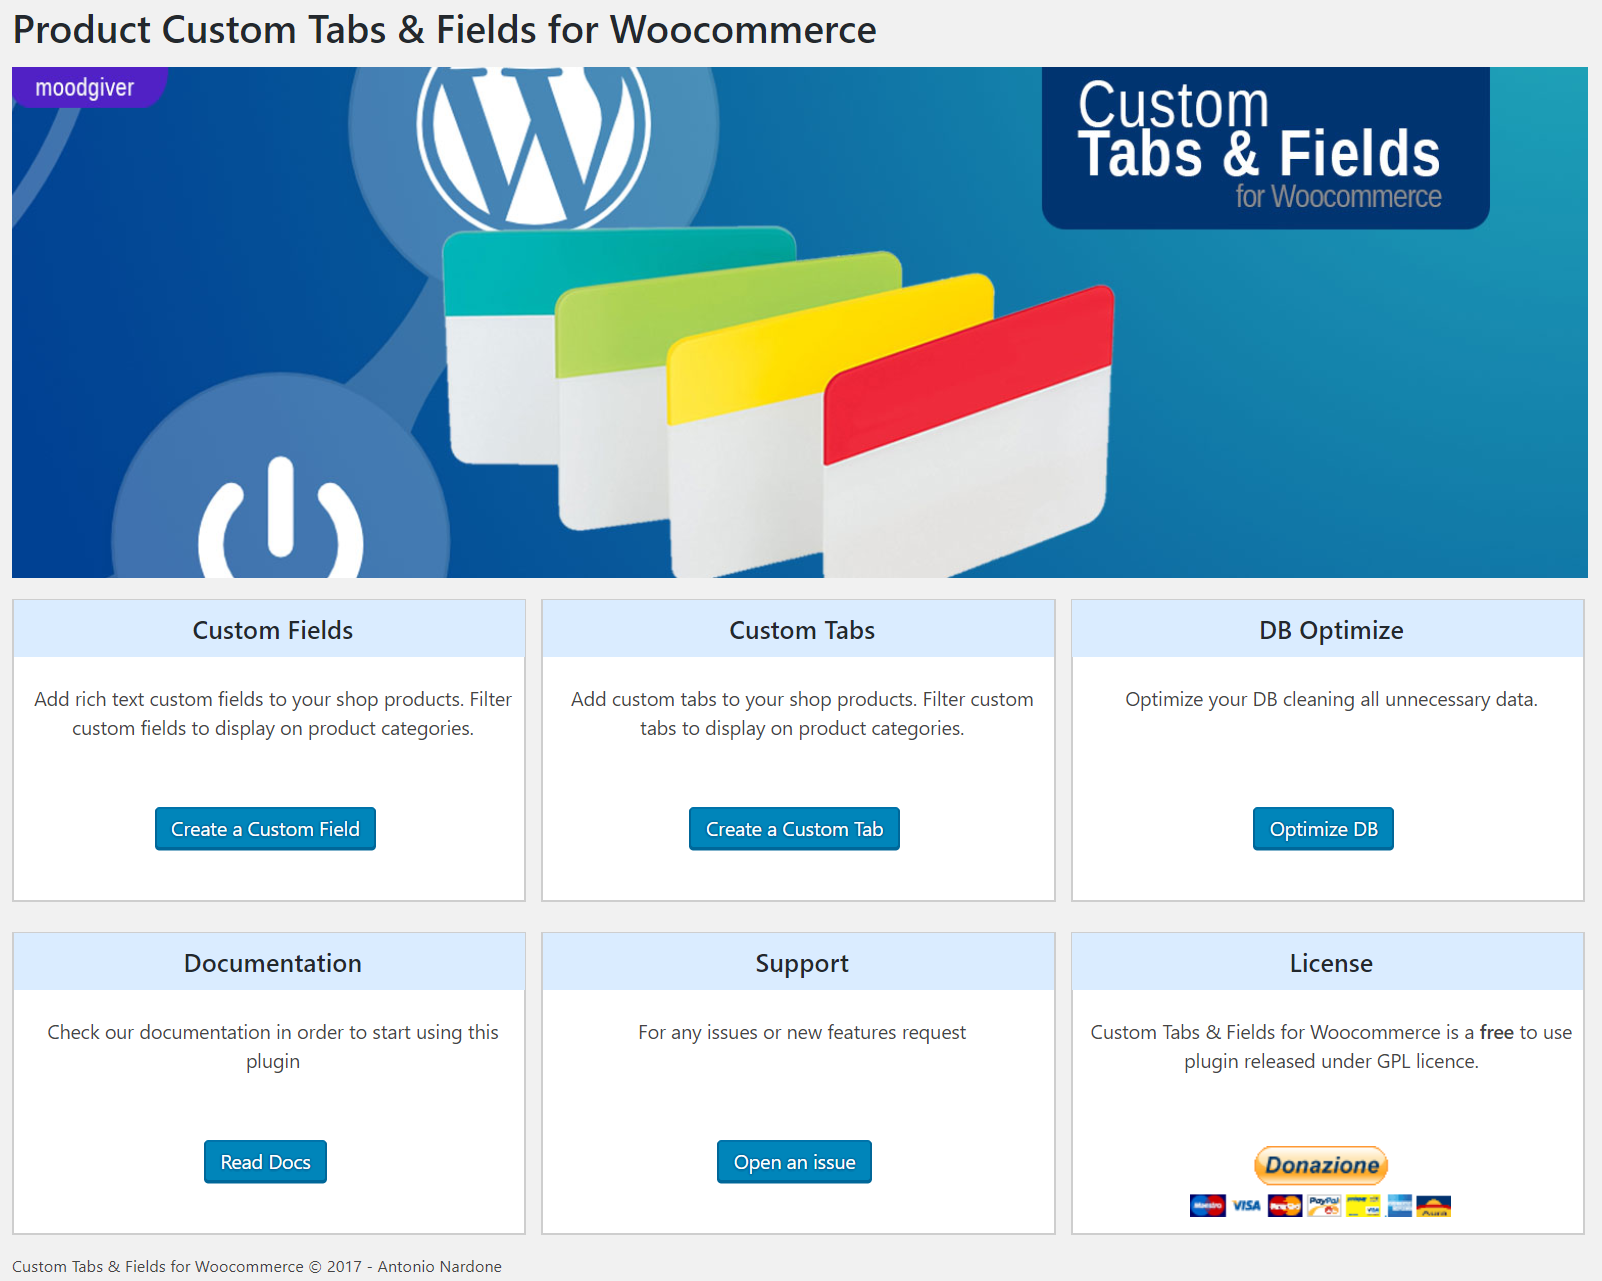 Product Custom Tabs & Fields for Woocommerce
moodgiver
Custom
Tabs & Fields
for Woocommerce
Custom Fields
Add rich text custom fields to your shop products. Filter
custom fields to display on product categories.
Create a Custom Field
Custom Tabs
Add custom tabs to your shop products. Filter custom
tabs to display on product categories.
Create a Custom Tab
DB Optimize
Optimize your DB cleaning all unnecessary data.
Optimize DB
Documentation
Check our documentation in order to start using this
plugin
Read Docs
Support
For any issues or new features request
Open an issue
License
Custom Tabs & Fields for Woocommerce is a free to use
plugin released under GPL licence.
Donazione
Maestro VISA PayPal VISA Aura
Custom Tabs & Fields for Woocommerce © 2017 - Antonio Nardone